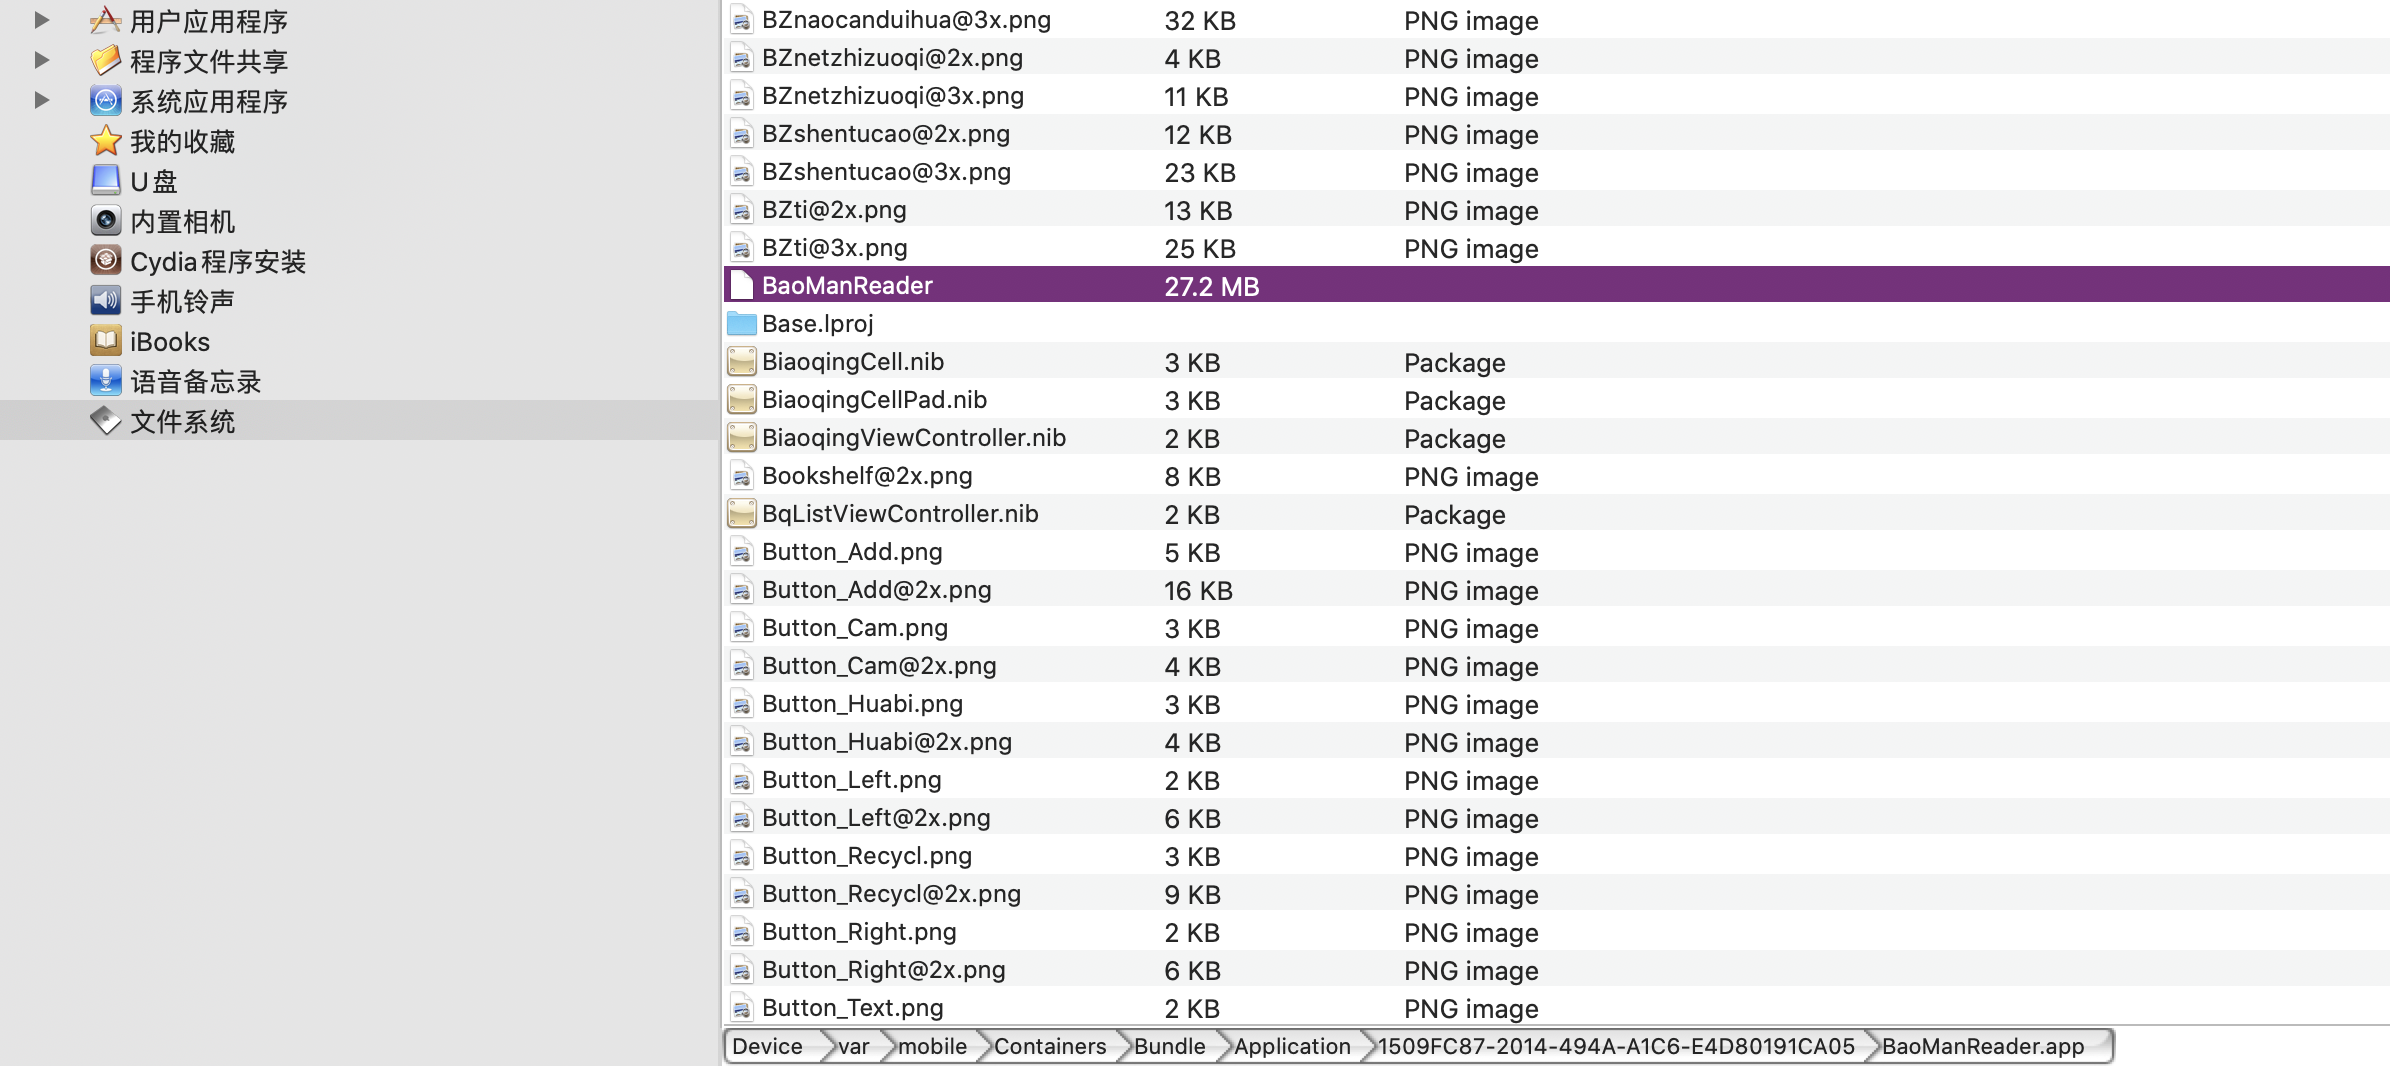 用户应用程序
程序文件共享
系统应用程序
我的收藏
U盘
内置相机
Cydia程序安装
手机铃声
iBooks
语音备忘录
文件系统
BZnaocanduihua@3x.png 32 KB PNG image
BZnetzhizuoqi@2x.png 4 KB PNG image
BZnetzhizuoqi@3x.png 11 KB PNG image
BZshentucao@2x.png 12 KB PNG image
BZshentucao@3x.png 23 KB PNG image
BZti@2x.png 13 KB PNG image
BZti@3x.png 25 KB PNG image
BaoManReader 27.2 MB
Base.lproj
BiaoqingCell.nib 3 KB Package
BiaoqingCellPad.nib 3 KB Package
BiaoqingViewController.nib 2 KB Package
Bookshelf@2x.png 8 KB PNG image
BqListViewController.nib 2 KB Package
Button_Add.png 5 KB PNG image
Button_Add@2x.png 16 KB PNG image
Button_Cam.png 3 KB PNG image
Button_Cam@2x.png 4 KB PNG image
Button_Huabi.png 3 KB PNG image
Button_Huabi@2x.png 4 KB PNG image
Button_Left.png 2 KB PNG image
Button_Left@2x.png 6 KB PNG image
Button_Recycl.png 3 KB PNG image
Button_Recycl@2x.png 9 KB PNG image
Button_Right.png 2 KB PNG image
Button_Right@2x.png 6 KB PNG image
Button_Text.png 2 KB PNG image
Device var mobile Containers Bundle Application 1509FC87-2014-494A-A1C6-E4D80191CA05 BaoManReader.app